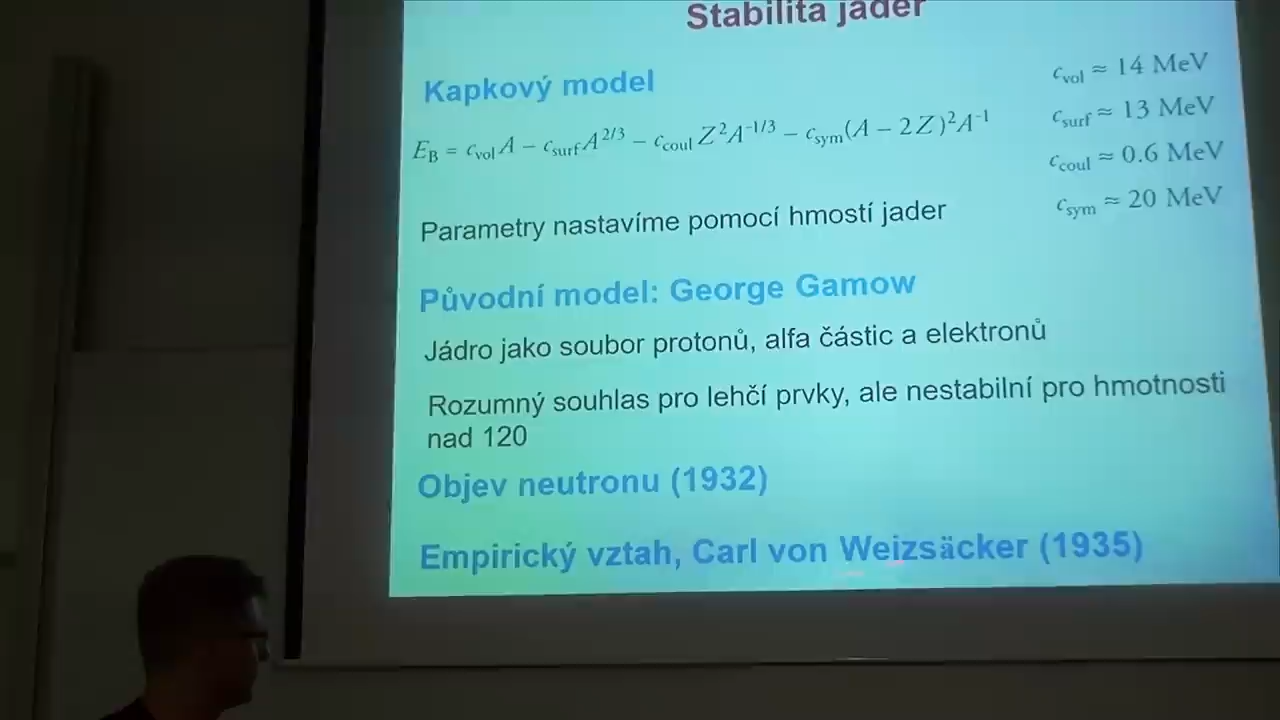 Stabilita jader
Kapkový model
E_B = c_vol A − c_surf A^{2/3} − c_coul Z^2 A^{-1/3} − c_sym (A − 2Z)^2 A^{-1}
c_vol ≈ 14 MeV
c_surf ≈ 13 MeV
c_coul ≈ 0.6 MeV
c_sym ≈ 20 MeV
Parametry nastavíme pomocí hmostí jader
Původní model: George Gamow
Jádro jako soubor protonů, alfa částic a elektronů
Rozumný souhlas pro lehčí prvky, ale nestabilní pro hmotnosti
nad 120
Objev neutronu (1932)
Empirický vztah, Carl von Weizsäcker (1935)